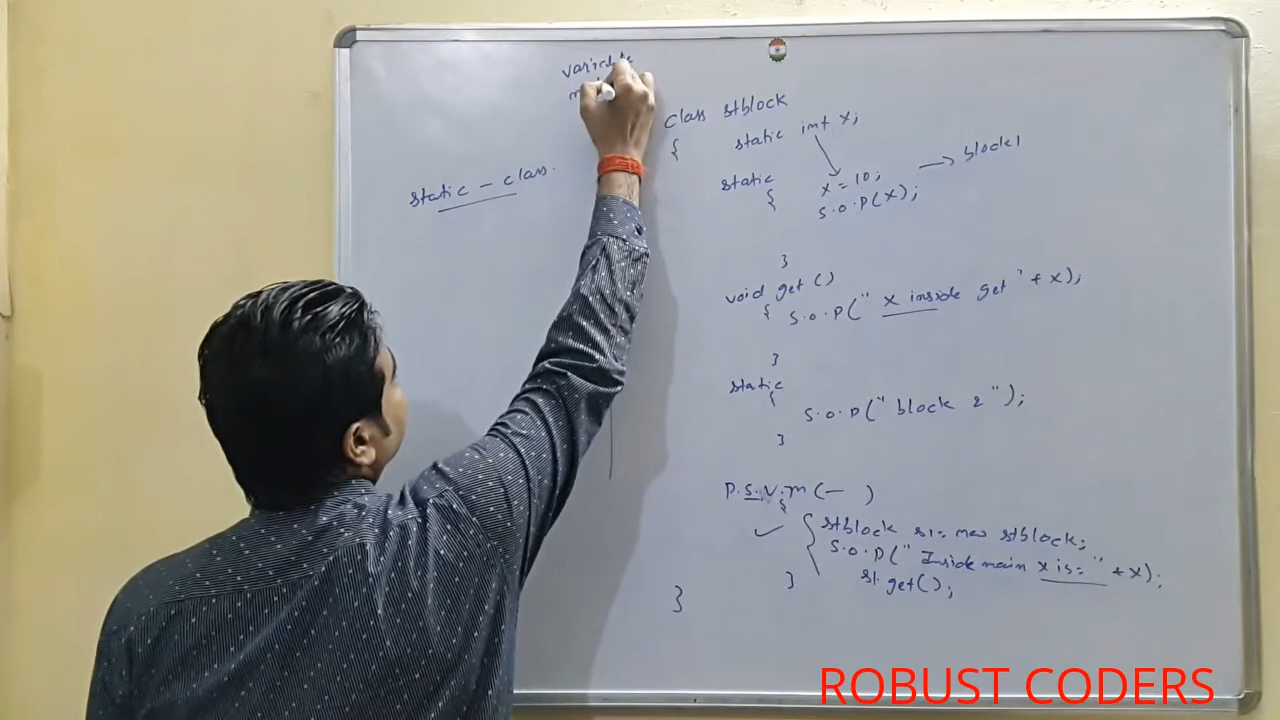 variable
static - class.
class stblock
{ static int x;
static
{ x = 10; → block1
S.O.P(x);
}
void get ()
{ S.O.P(" x inside get " + x);
}
static
{ S.O.P(" block 2 ");
}
P.S.V.m (— )
{
stblock s1 = new stblock;
S.O.P(" Inside main x is = " + x);
s1.get();
}
}
ROBUST CODERS